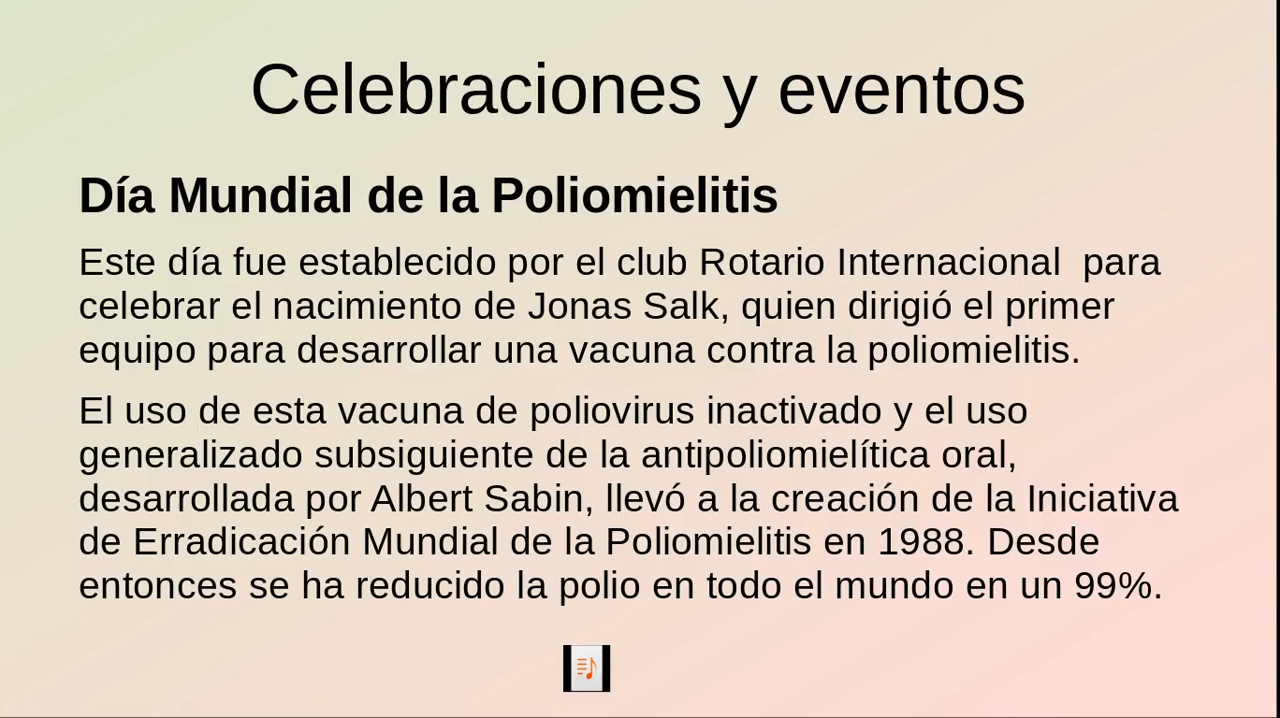 Celebraciones y eventos
Día Mundial de la Poliomielitis
Este día fue establecido por el club Rotario Internacional  para
celebrar el nacimiento de Jonas Salk, quien dirigió el primer
equipo para desarrollar una vacuna contra la poliomielitis.
El uso de esta vacuna de poliovirus inactivado y el uso
generalizado subsiguiente de la antipoliomielítica oral,
desarrollada por Albert Sabin, llevó a la creación de la Iniciativa
de Erradicación Mundial de la Poliomielitis en 1988. Desde
entonces se ha reducido la polio en todo el mundo en un 99%.